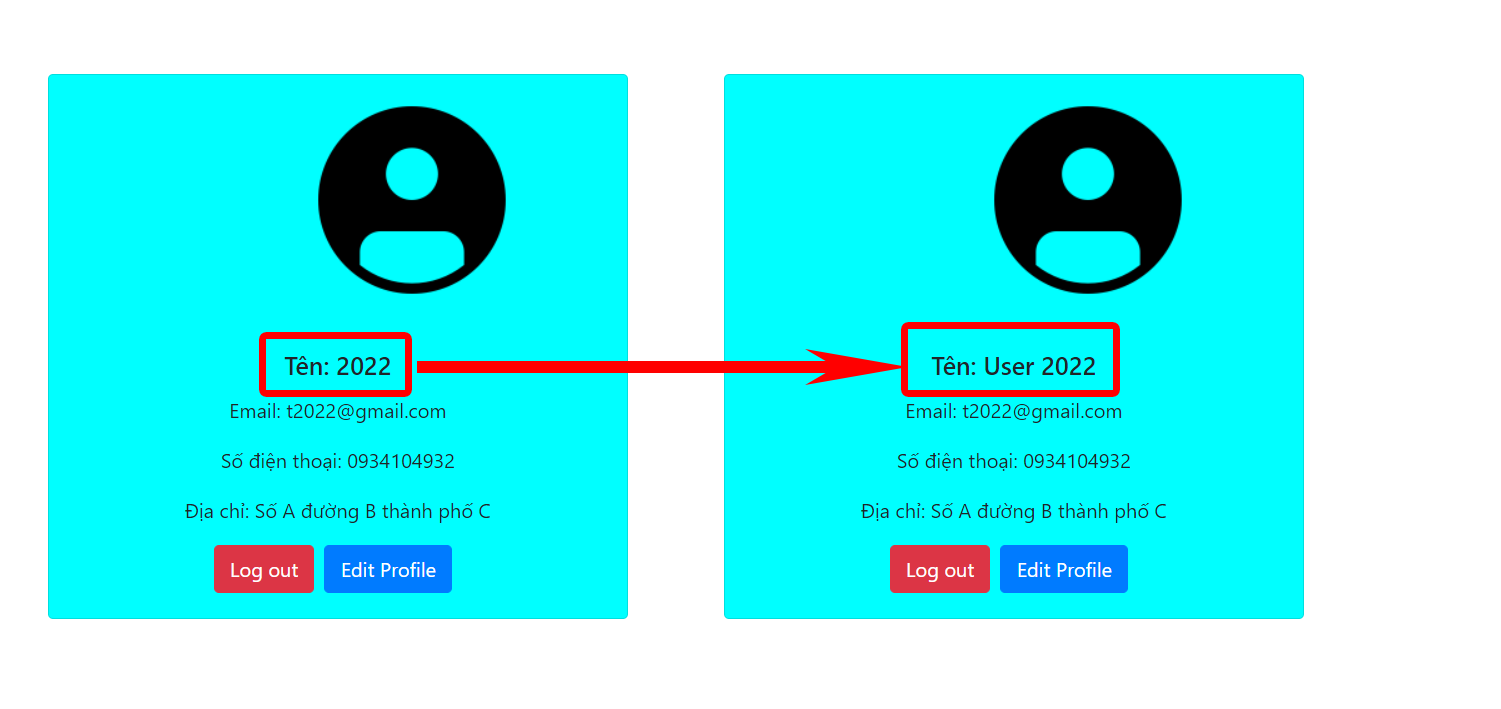 Tên: 2022
Email: t2022@gmail.com
Số điện thoại: 0934104932
Địa chỉ: Số A đường B thành phố C
Log out
Edit Profile
Tên: User 2022
Email: t2022@gmail.com
Số điện thoại: 0934104932
Địa chỉ: Số A đường B thành phố C
Log out
Edit Profile